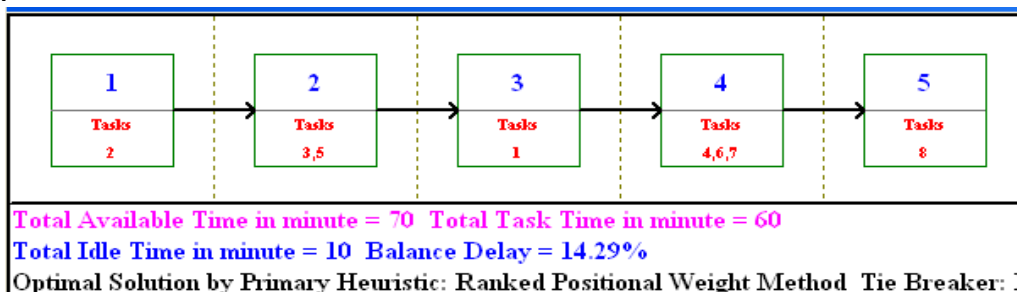 1 2 3 4 5
Tasks Tasks Tasks Tasks Tasks
2 3,5 1 4,6,7 8
Total Available Time in minute = 70 Total Task Time in minute = 60
Total Idle Time in minute = 10 Balance Delay = 14.29%
Optimal Solution by Primary Heuristic: Ranked Positional Weight Method Tie Breaker: